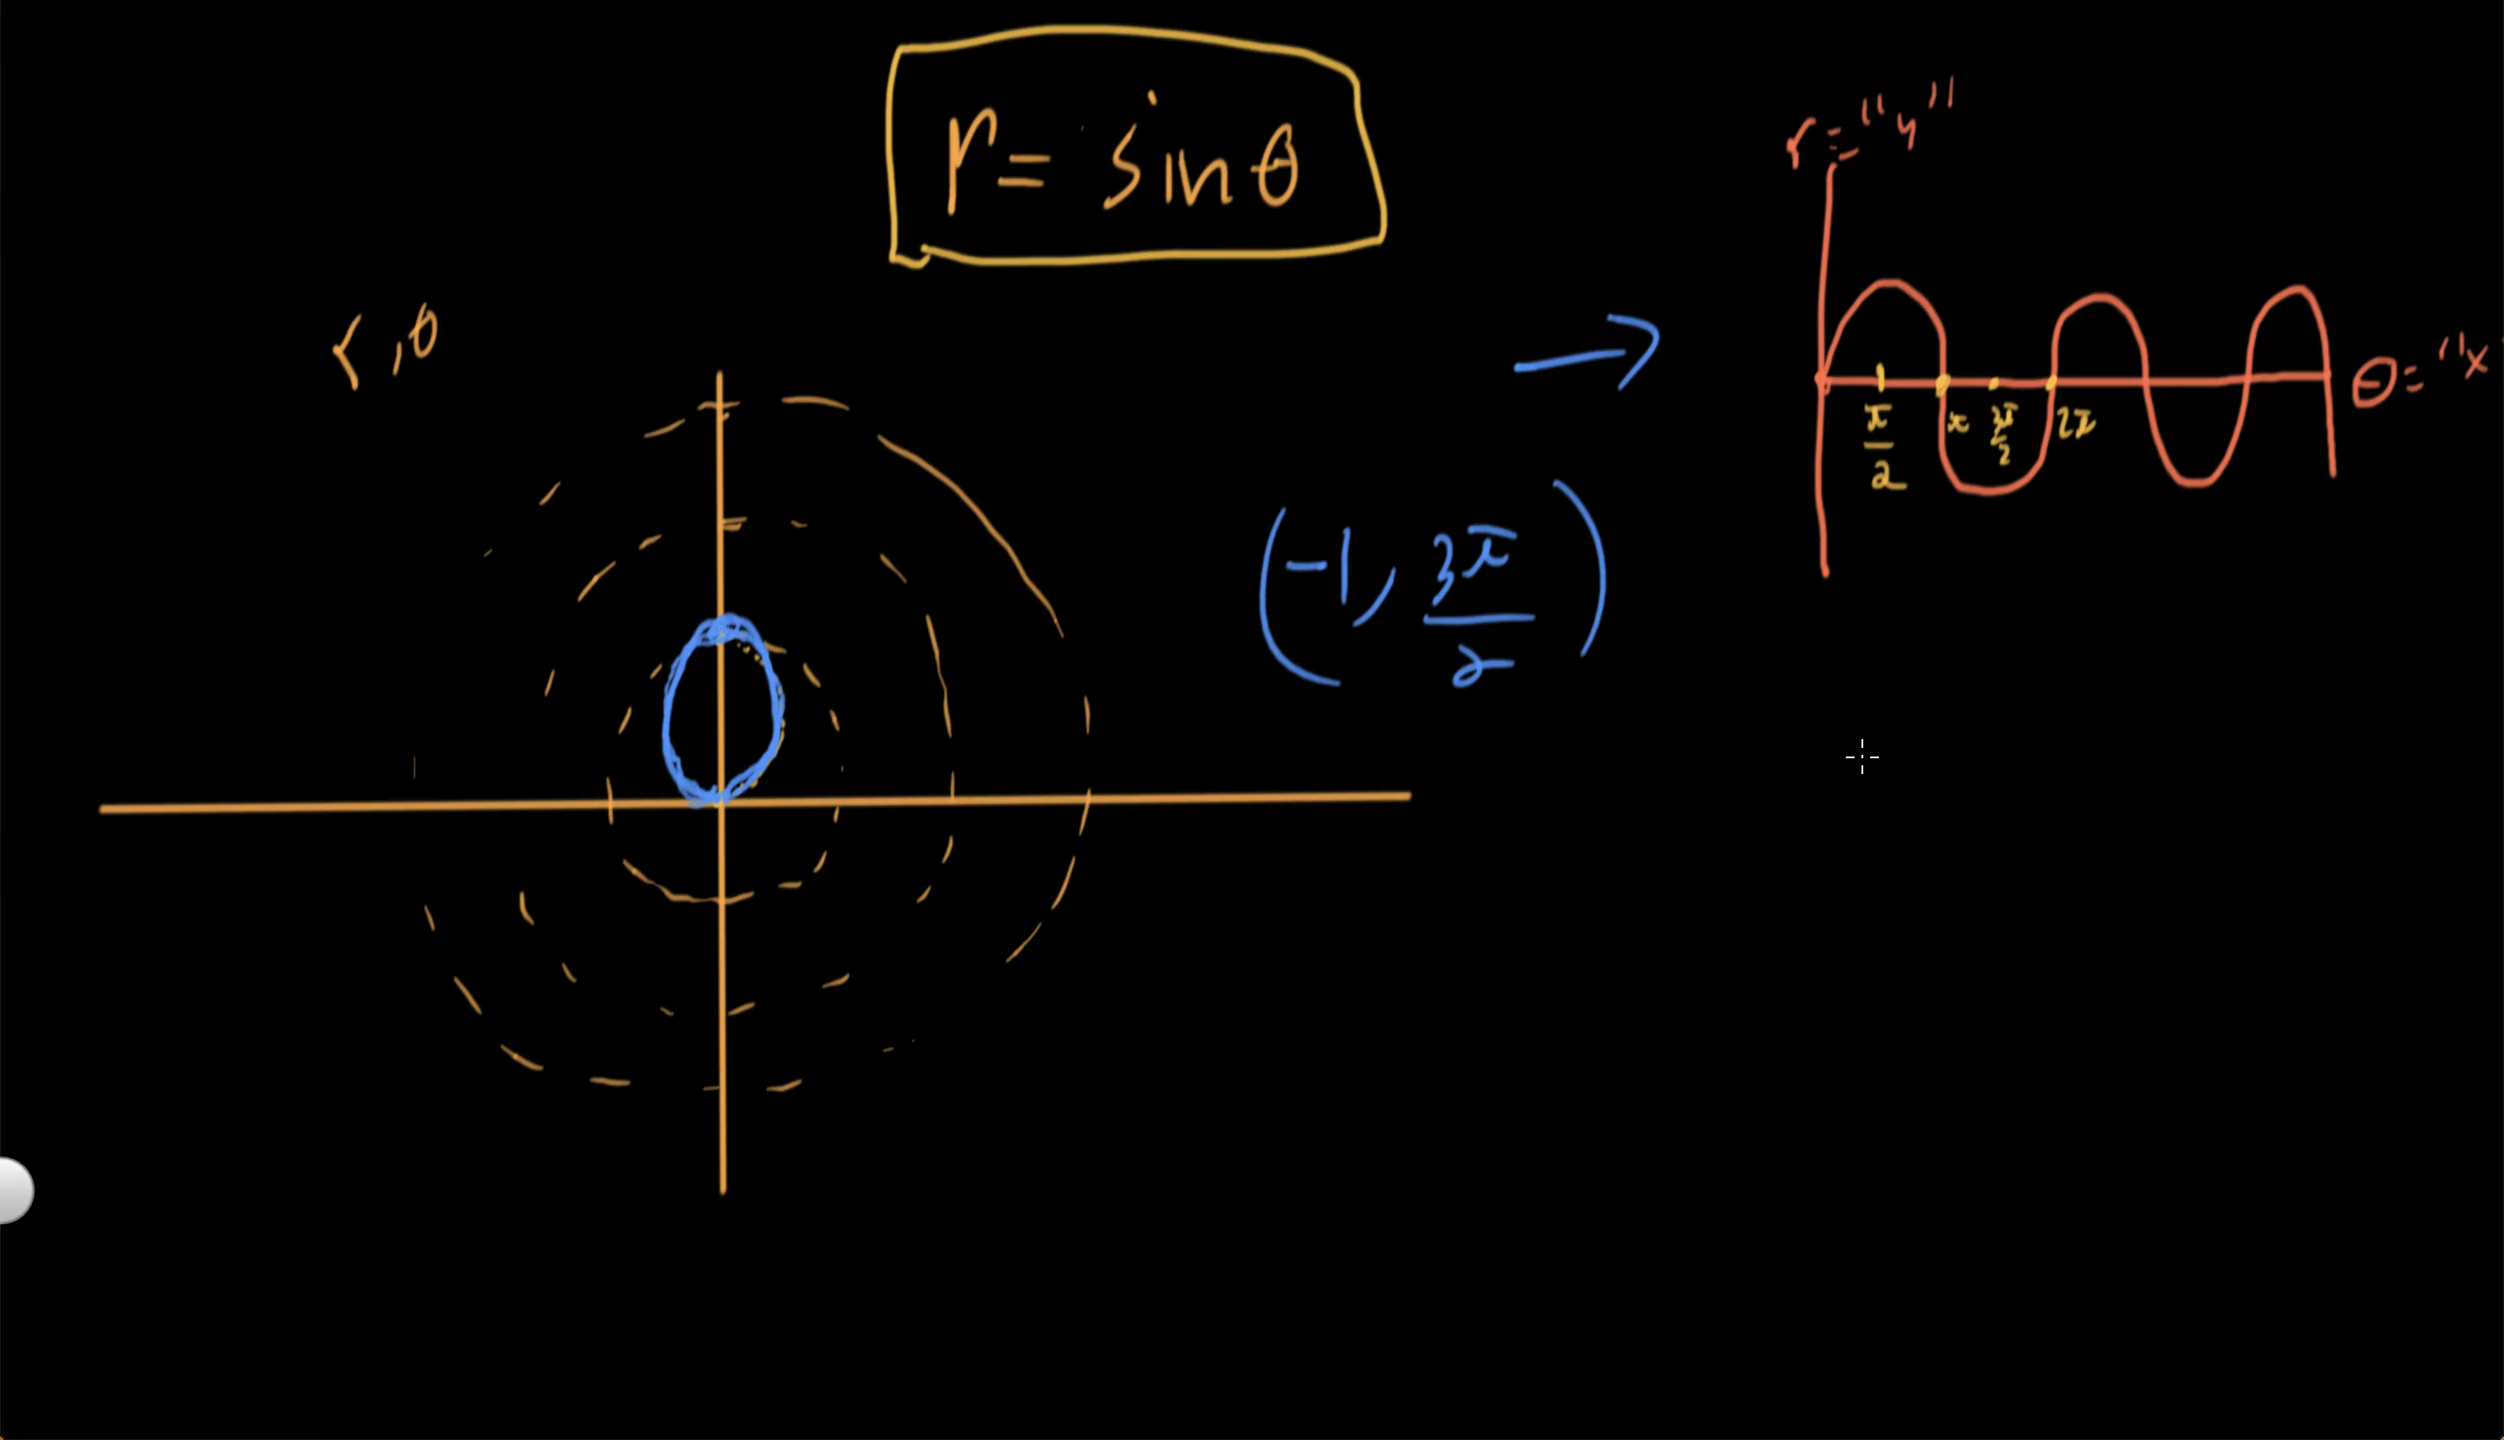 r = sin θ
r = "y"
r, θ
θ = "x
π/2 π 3π/2 2π
(-1, 3π/2)